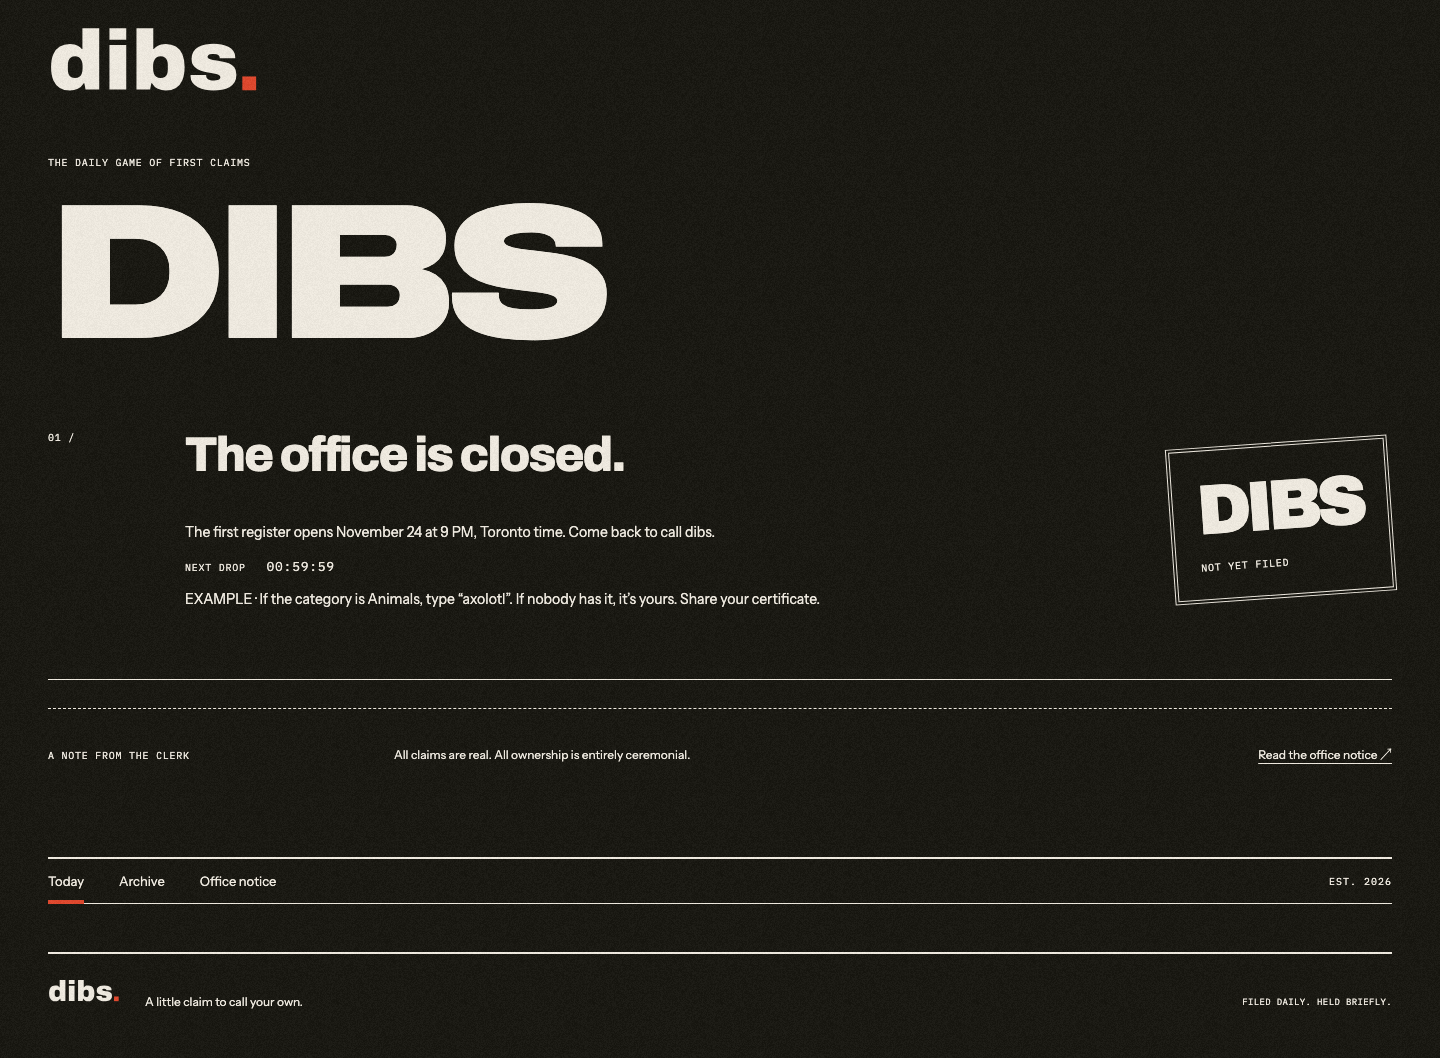 dibs.
THE DAILY GAME OF FIRST CLAIMS
DIBS
01 /
The office is closed.
The first register opens November 24 at 9 PM, Toronto time. Come back to call dibs.
NEXT DROP 00:59:59
EXAMPLE · If the category is Animals, type “axolotl”. If nobody has it, it’s yours. Share your certificate.
DIBS
NOT YET FILED
A NOTE FROM THE CLERK
All claims are real. All ownership is entirely ceremonial.
Read the office notice ↗
Today Archive Office notice
EST. 2026
dibs.
A little claim to call your own.
FILED DAILY. HELD BRIEFLY.